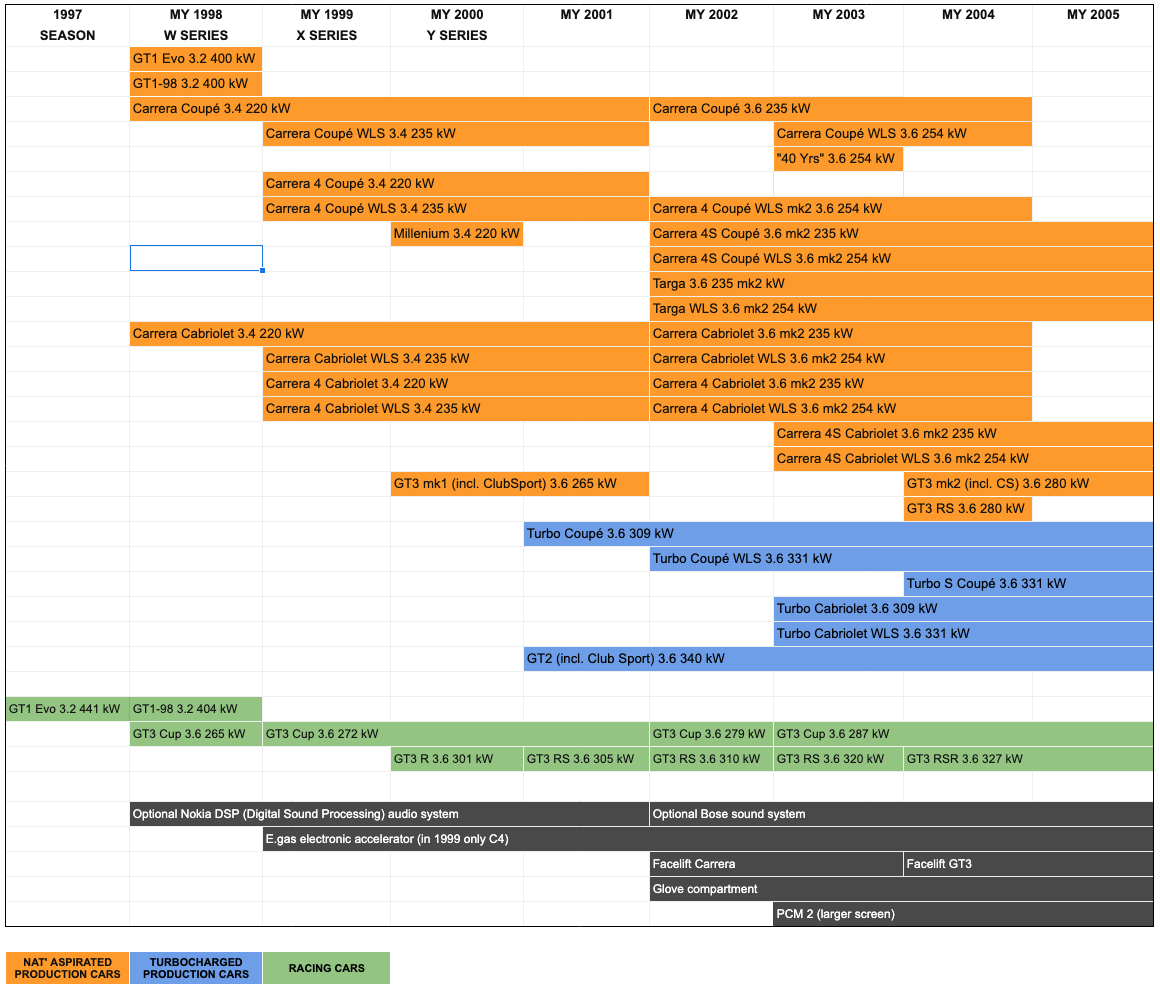 1997 MY 1998 MY 1999 MY 2000 MY 2001 MY 2002 MY 2003 MY 2004 MY 2005
SEASON W SERIES X SERIES Y SERIES
GT1 Evo 3.2 400 kW
GT1-98 3.2 400 kW
Carrera Coupé 3.4 220 kW Carrera Coupé 3.6 235 kW
Carrera Coupé WLS 3.4 235 kW Carrera Coupé WLS 3.6 254 kW
"40 Yrs" 3.6 254 kW
Carrera 4 Coupé 3.4 220 kW
Carrera 4 Coupé WLS 3.4 235 kW Carrera 4 Coupé WLS mk2 3.6 254 kW
Millenium 3.4 220 kW Carrera 4S Coupé 3.6 mk2 235 kW
Carrera 4S Coupé WLS 3.6 mk2 254 kW
Targa 3.6 235 mk2 kW
Targa WLS 3.6 mk2 254 kW
Carrera Cabriolet 3.4 220 kW Carrera Cabriolet 3.6 mk2 235 kW
Carrera Cabriolet WLS 3.4 235 kW Carrera Cabriolet WLS 3.6 mk2 254 kW
Carrera 4 Cabriolet 3.4 220 kW Carrera 4 Cabriolet 3.6 mk2 235 kW
Carrera 4 Cabriolet WLS 3.4 235 kW Carrera 4 Cabriolet WLS 3.6 mk2 254 kW
Carrera 4S Cabriolet 3.6 mk2 235 kW
Carrera 4S Cabriolet WLS 3.6 mk2 254 kW
GT3 mk1 (incl. ClubSport) 3.6 265 kW GT3 mk2 (incl. CS) 3.6 280 kW
GT3 RS 3.6 280 kW
Turbo Coupé 3.6 309 kW
Turbo Coupé WLS 3.6 331 kW
Turbo S Coupé 3.6 331 kW
Turbo Cabriolet 3.6 309 kW
Turbo Cabriolet WLS 3.6 331 kW
GT2 (incl. Club Sport) 3.6 340 kW
GT1 Evo 3.2 441 kW GT1-98 3.2 404 kW
GT3 Cup 3.6 265 kW GT3 Cup 3.6 272 kW GT3 Cup 3.6 279 kW GT3 Cup 3.6 287 kW
GT3 R 3.6 301 kW GT3 RS 3.6 305 kW GT3 RS 3.6 310 kW GT3 RS 3.6 320 kW GT3 RSR 3.6 327 kW
Optional Nokia DSP (Digital Sound Processing) audio system Optional Bose sound system
E.gas electronic accelerator (in 1999 only C4)
Facelift Carrera Facelift GT3
Glove compartment
PCM 2 (larger screen)
NAT' ASPIRATED TURBOCHARGED RACING CARS
PRODUCTION CARS PRODUCTION CARS